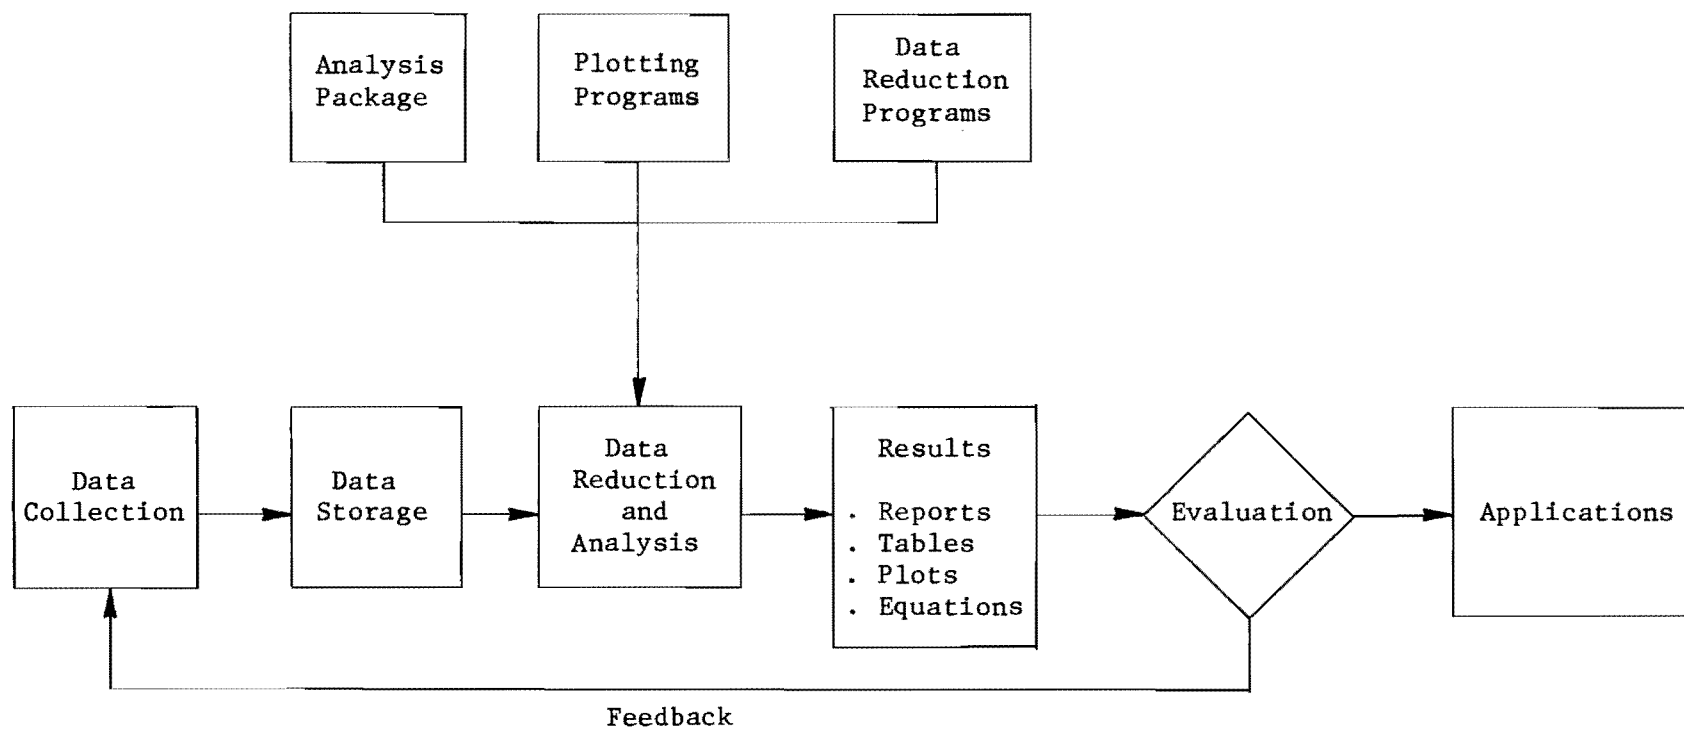 Analysis
Package
Plotting
Programs
Data
Reduction
Programs
Data
Collection
Data
Storage
Data
Reduction
and
Analysis
Results
. Reports
. Tables
. Plots
. Equations
Evaluation
Applications
Feedback